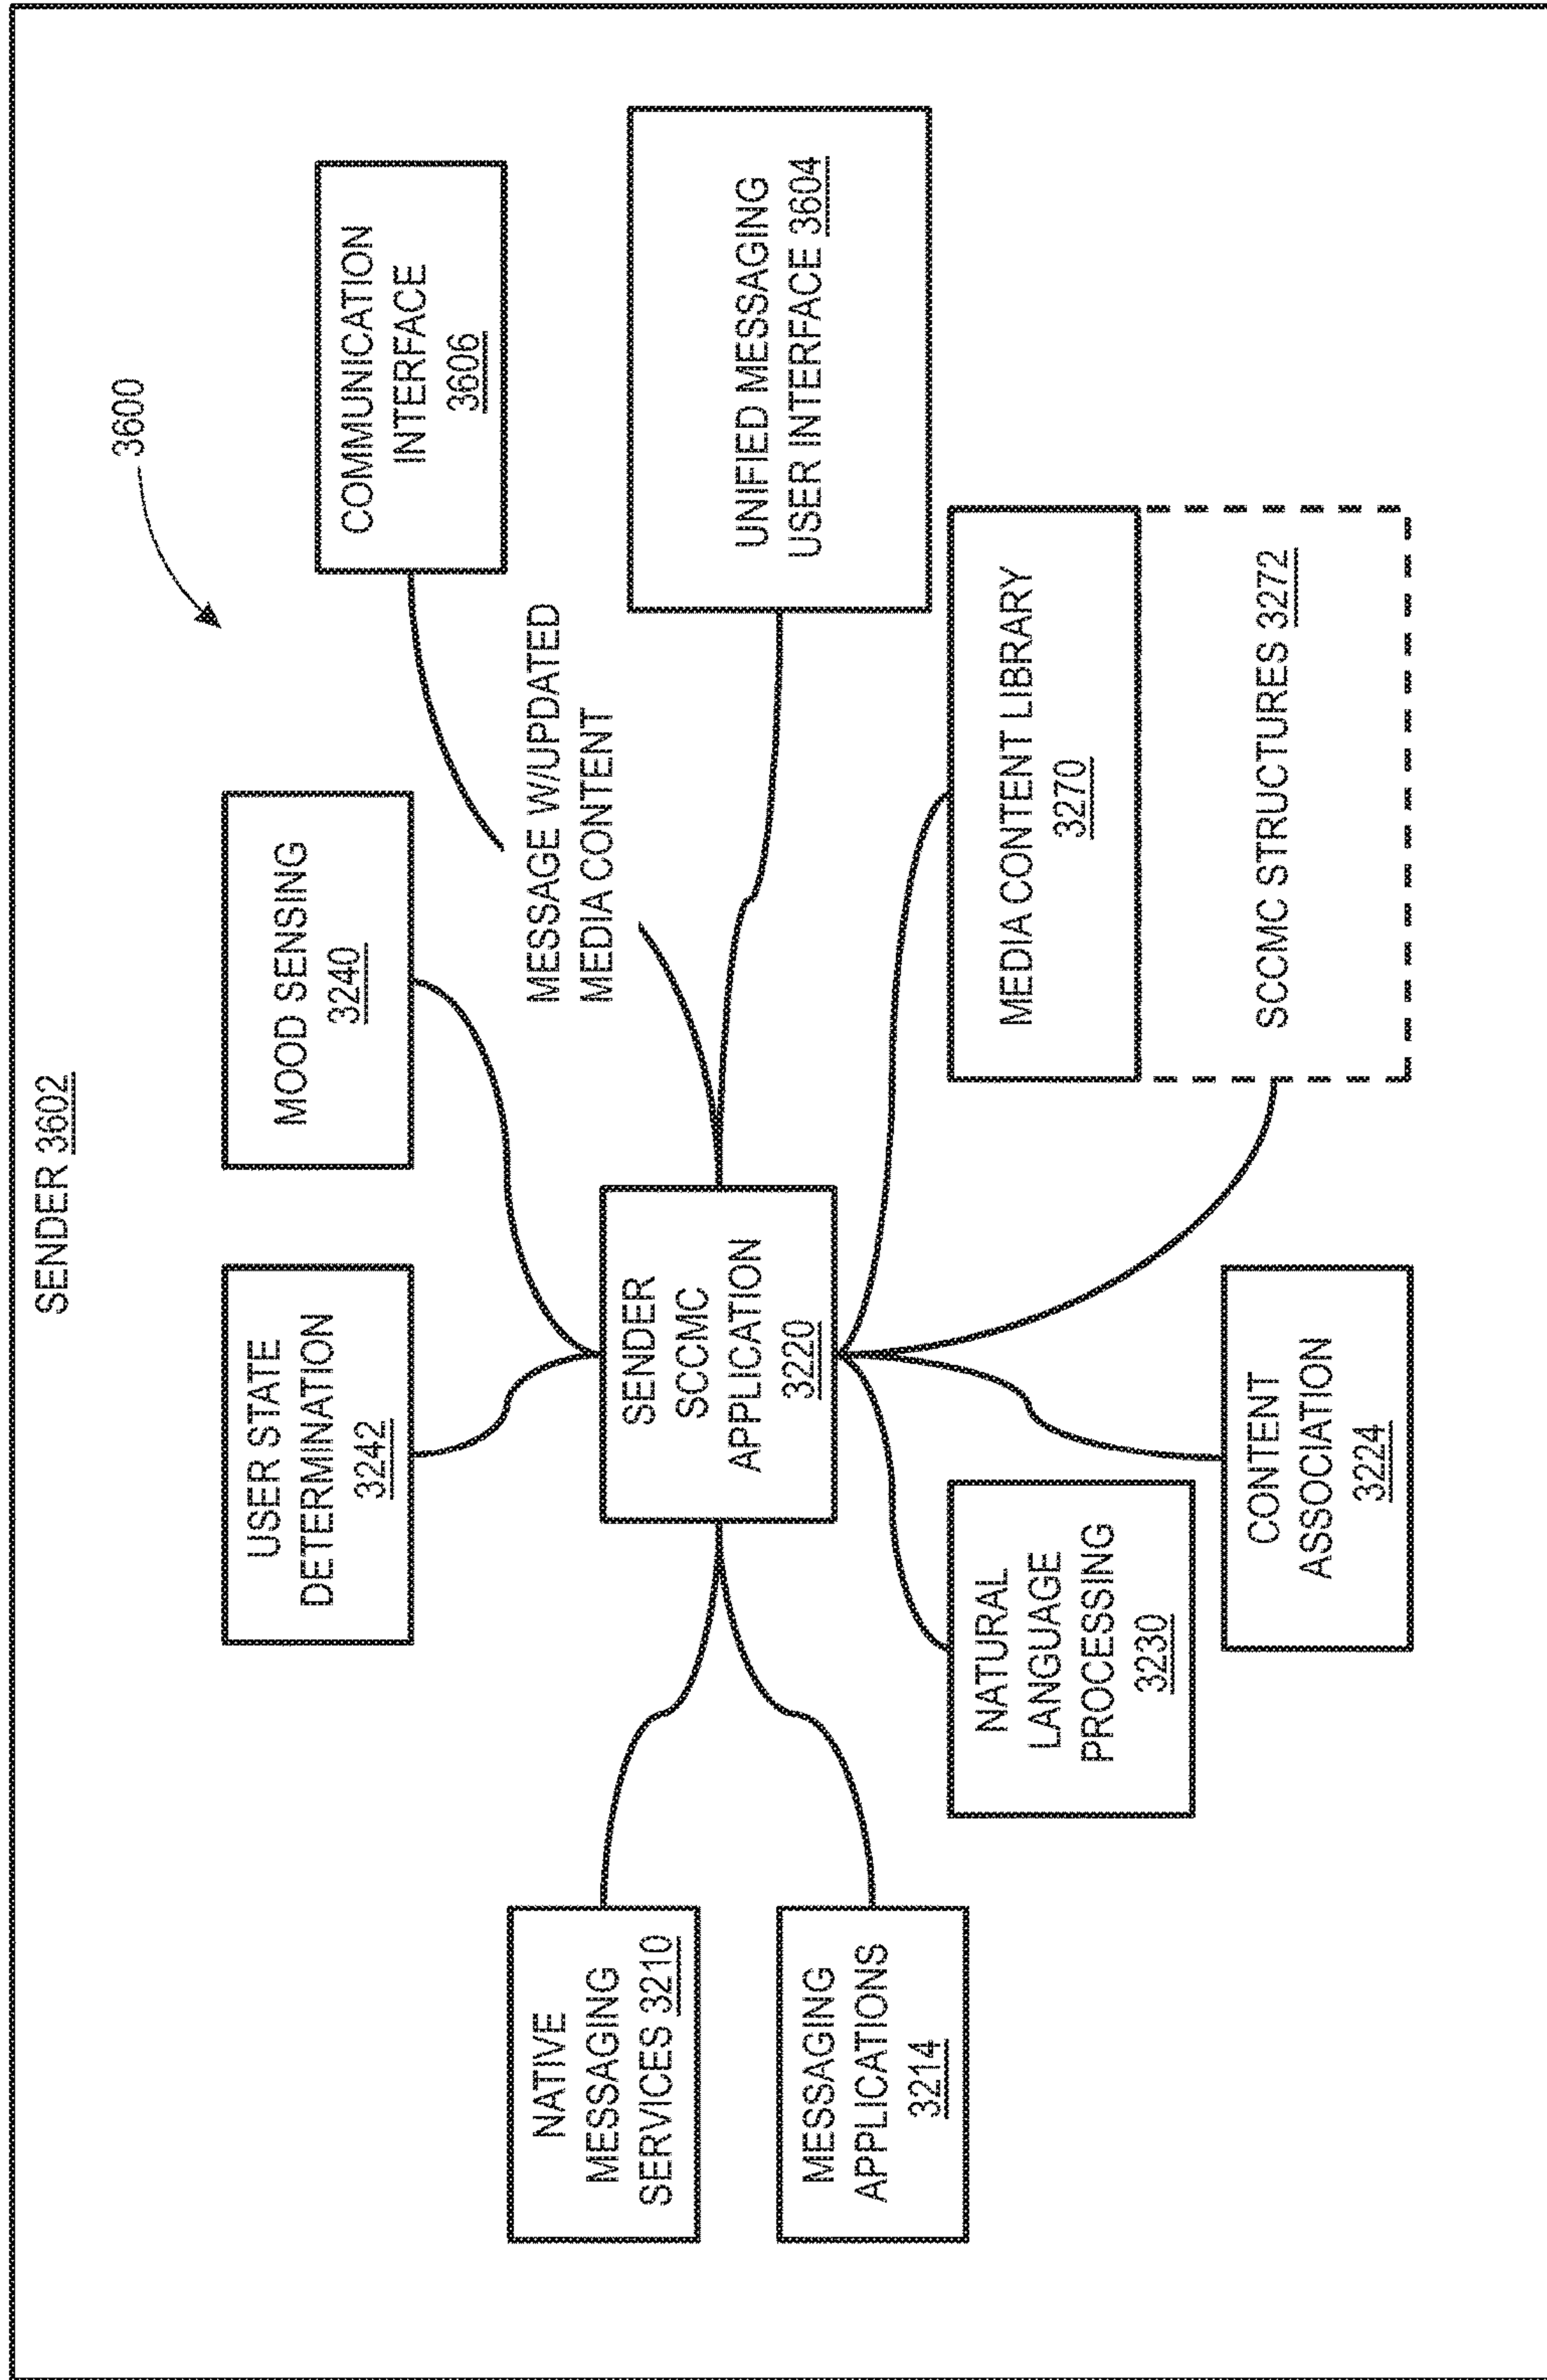 SENDER 3602
3600
USER STATE
DETERMINATION
3242
MOOD SENSING
3240
COMMUNICATION
INTERFACE
3606
MESSAGE W/UPDATED
MEDIA CONTENT
NATIVE
MESSAGING
SERVICES 3210
SENDER
SCCMC
APPLICATION
3220
UNIFIED MESSAGING
USER INTERFACE 3604
MESSAGING
APPLICATIONS
3214
NATURAL
LANGUAGE
PROCESSING
3230
MEDIA CONTENT LIBRARY
3270
CONTENT
ASSOCIATION
3224
SCCMC STRUCTURES 3272